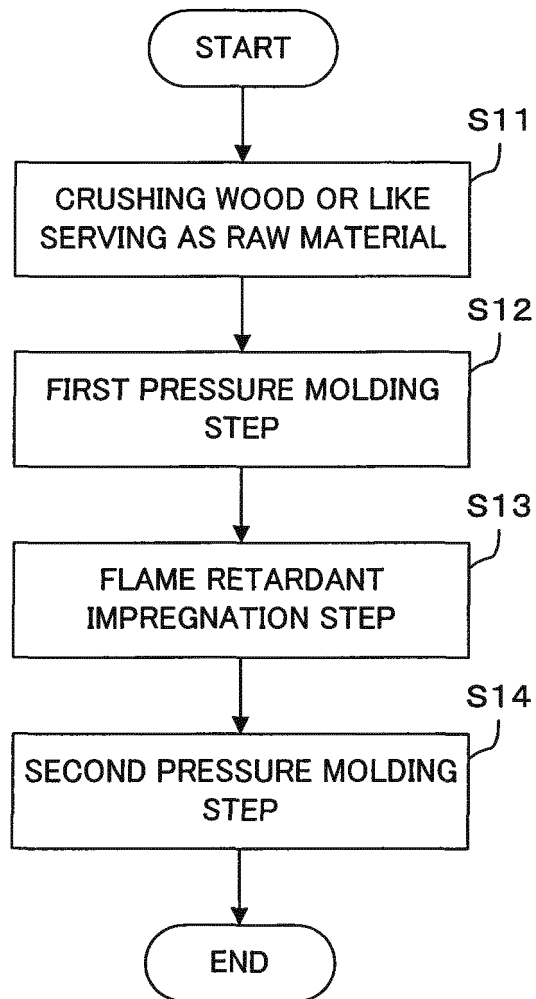 START
S11
CRUSHING WOOD OR LIKE
SERVING AS RAW MATERIAL
S12
FIRST PRESSURE MOLDING
STEP
S13
FLAME RETARDANT
IMPREGNATION STEP
S14
SECOND PRESSURE MOLDING
STEP
END